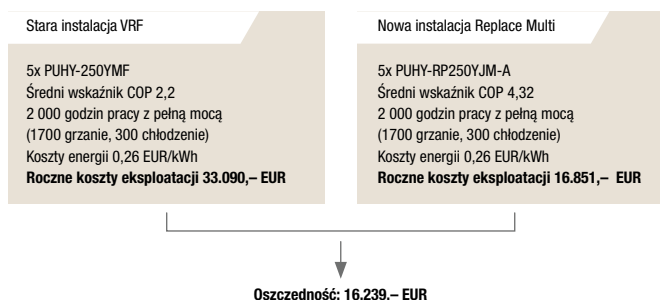 Stara instalacja VRF
5x PUHY-250YMF
Średni wskaźnik COP 2,2
2 000 godzin pracy z pełną mocą
(1700 grzanie, 300 chłodzenie)
Koszty energii 0,26 EUR/kWh
Roczne koszty eksploatacji 33.090,– EUR
Nowa instalacja Replace Multi
5x PUHY-RP250YJM-A
Średni wskaźnik COP 4,32
2 000 godzin pracy z pełną mocą
(1700 grzanie, 300 chłodzenie)
Koszty energii 0,26 EUR/kWh
Roczne koszty eksploatacji 16.851,– EUR
Oszczędność: 16.239,– EUR